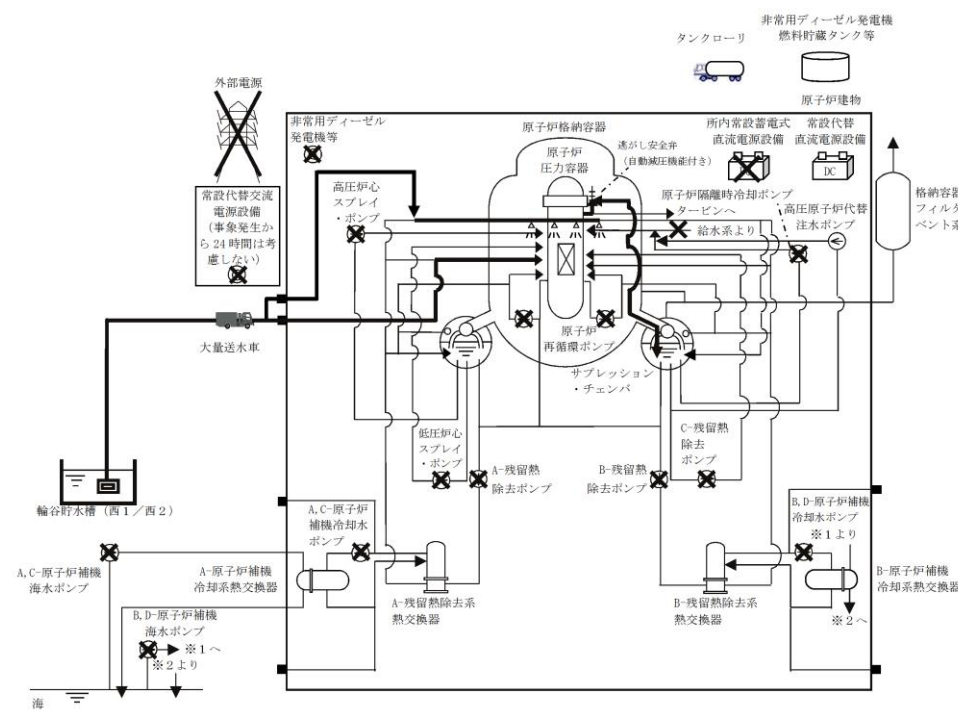 非常用ディーゼル発電機
燃料貯蔵タンク等
タンクローリ
原子炉建物
外部電源
非常用ディーゼル
発電機等
原子炉格納容器
原子炉
圧力容器
逃がし安全弁
(自動減圧機能付き)
所内常設蓄電式
直流電源設備
常設代替
直流電源設備
DC
常設代替交流
電源設備
(事象発生か
ら24時間は考
慮しない)
高圧炉心
スプレイ
・ポンプ
原子炉隔離時冷却ポンプ
タービンへ
給水系より
高圧原子炉代替
注水ポンプ
格納容器
フィルタ
ベント系
大量送水車
原子炉
再循環ポンプ
サプレッション
・チェンバ
低圧炉心
スプレイ
・ポンプ
A-残留熱
除去ポンプ
B-残留熱
除去ポンプ
C-残留熱
除去
ポンプ
輪谷貯水槽(西1/西2)
A,C-原子炉
補機冷却水
ポンプ
B,D-原子炉補機
冷却水ポンプ
※1より
A,C-原子炉補機
海水ポンプ
A-原子炉補機
冷却系熱交換器
B-原子炉補機
冷却系熱交換器
A-残留熱除去系
熱交換器
B-残留熱除去系
熱交換器
※2へ
B,D-原子炉補機
海水ポンプ
※1へ
※2より
海